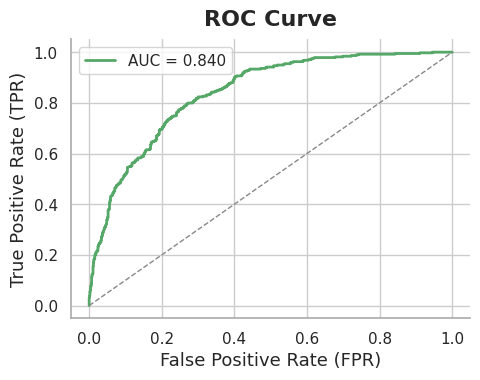 ROC Curve
AUC = 0.840
True Positive Rate (TPR)
1.0
0.8
0.6
0.4
0.2
0.0
0.0 0.2 0.4 0.6 0.8 1.0
False Positive Rate (FPR)